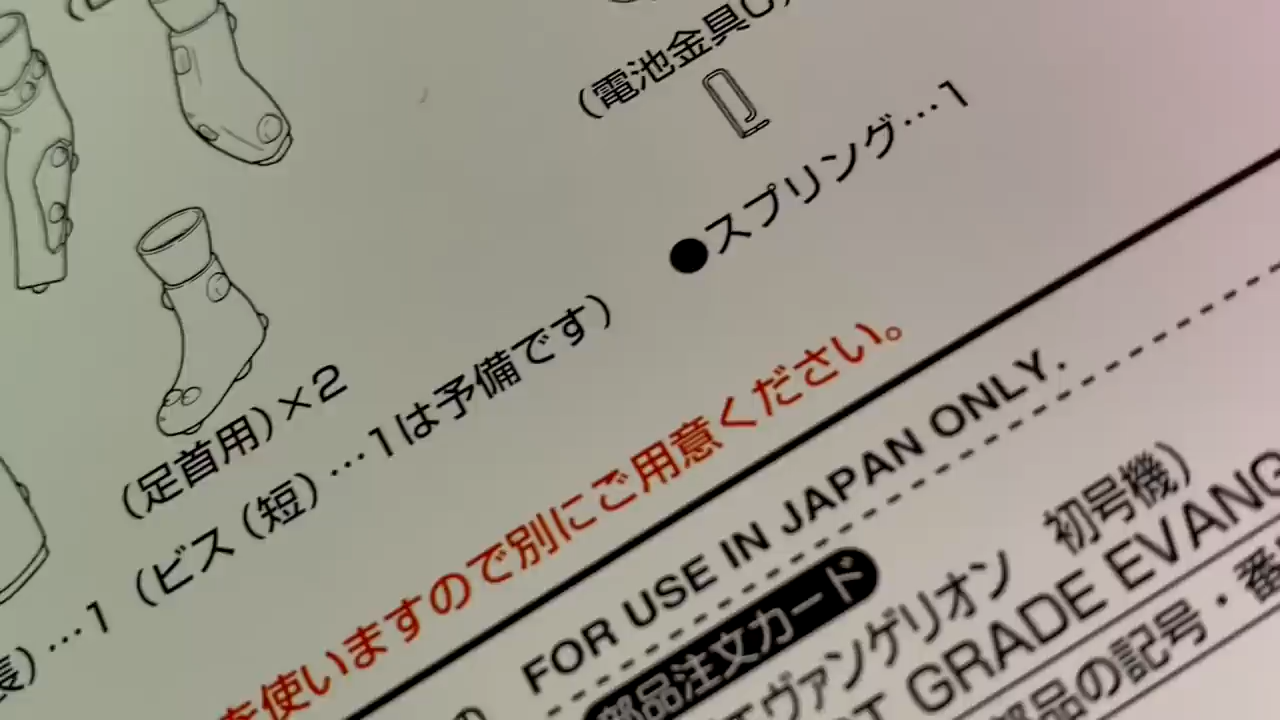 (電池金具
●スプリング…1
(足首用)×2
)…1 (ビス(短)…1は予備です)
使いますので別にご用意ください。
FOR USE IN JAPAN ONLY.
部品注文カード
エヴァンゲリオン 初号機)
GRADE EVANG
部品の記号・番